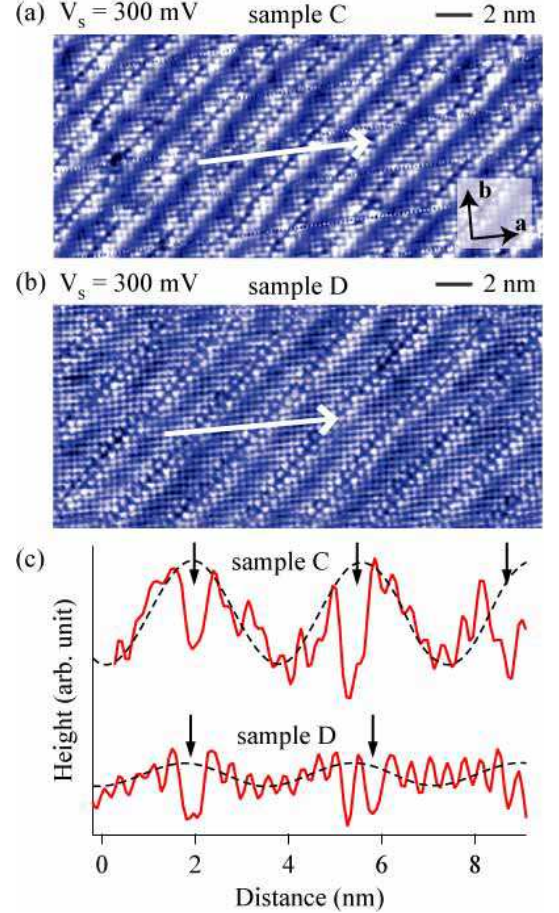 (a) V_s = 300 mV sample C 2 nm
b
a
(b) V_s = 300 mV sample D 2 nm
(c)
sample C
sample D
Height (arb. unit)
0 2 4 6 8
Distance (nm)